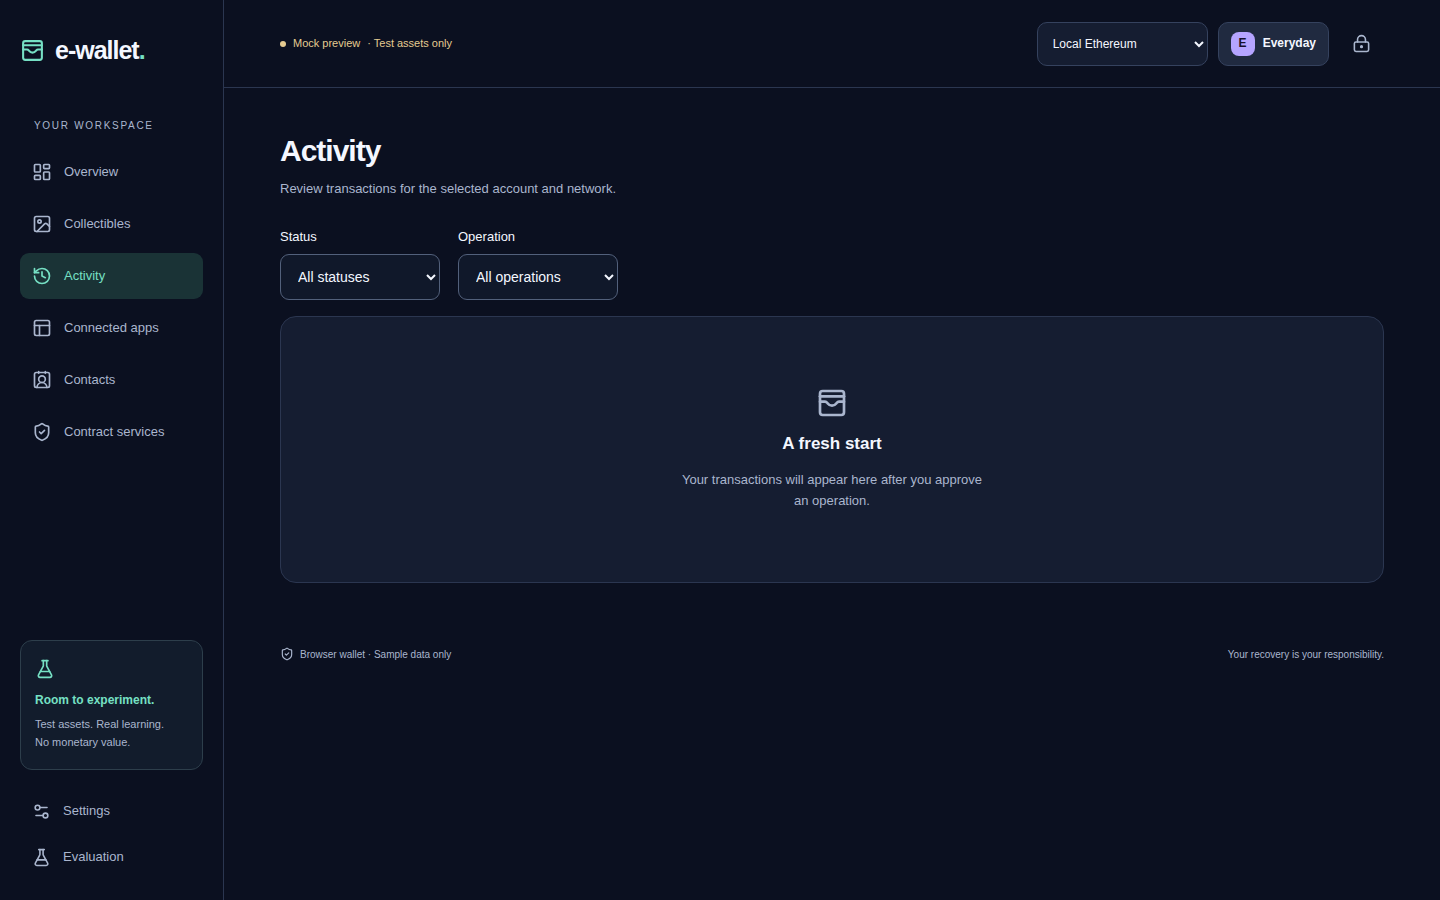 e-wallet.
Mock preview · Test assets only
Local Ethereum
E Everyday
YOUR WORKSPACE
Overview
Collectibles
Activity
Connected apps
Contacts
Contract services
Activity
Review transactions for the selected account and network.
Status
Operation
All statuses
All operations
A fresh start
Your transactions will appear here after you approve
an operation.
Room to experiment.
Test assets. Real learning.
No monetary value.
Settings
Evaluation
Browser wallet · Sample data only
Your recovery is your responsibility.